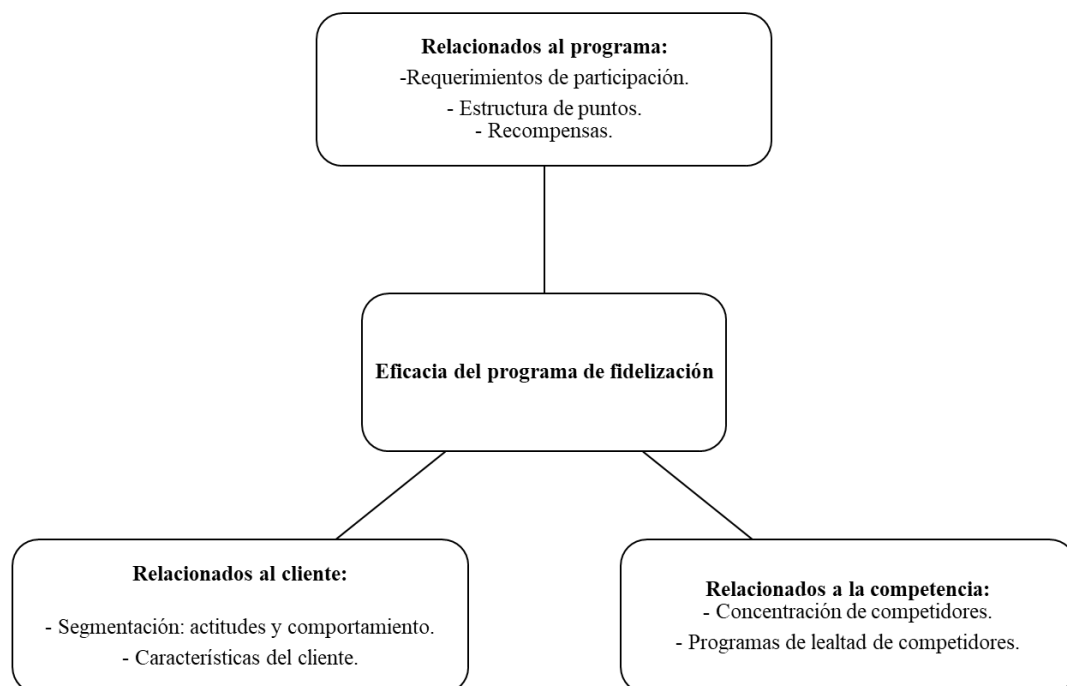 Relacionados al programa:
-Requerimientos de participación.
- Estructura de puntos.
- Recompensas.
Eficacia del programa de fidelización
Relacionados al cliente:
- Segmentación: actitudes y comportamiento.
- Características del cliente.
Relacionados a la competencia:
- Concentración de competidores.
- Programas de lealtad de competidores.